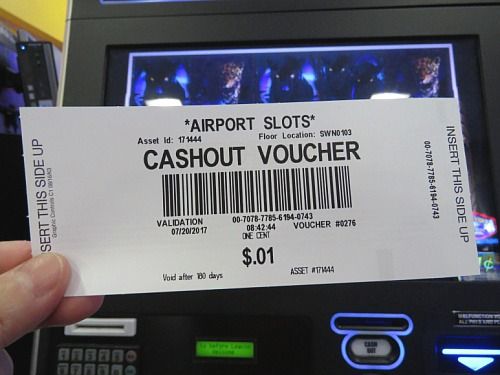 *AIRPORT SLOTS*
Asset Id: 171444 Floor Location: SWN0103
CASHOUT VOUCHER
INSERT THIS SIDE UP
SERT THIS SIDE UP
00-7078-7785-6194-0743
VALIDATION 00-7078-7785-6194-0743
07/20/2017 08:42:44 VOUCHER #0276
ONE CENT
$.01
Void after 180 days ASSET #171444
CASH
OUT